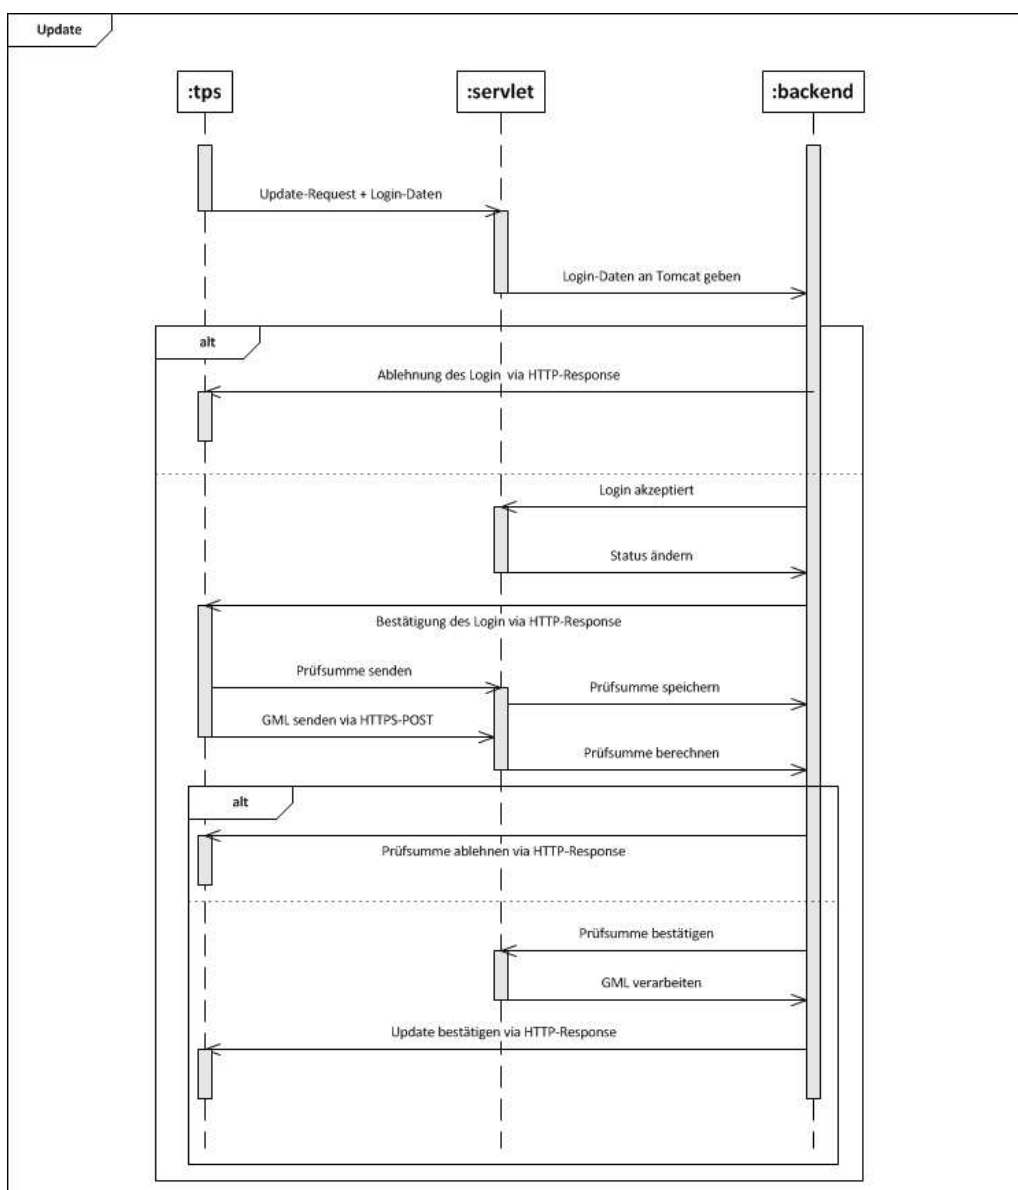 Update
:tps
:servlet
:backend
Update-Request + Login-Daten
Login-Daten an Tomcat geben
alt
Ablehnung des Login via HTTP-Response
Login akzeptiert
Status ändern
Bestätigung des Login via HTTP-Response
Prüfsumme senden
Prüfsumme speichern
GML senden via HTTPS-POST
Prüfsumme berechnen
alt
Prüfsumme ablehnen via HTTP-Response
Prüfsumme bestätigen
GML verarbeiten
Update bestätigen via HTTP-Response